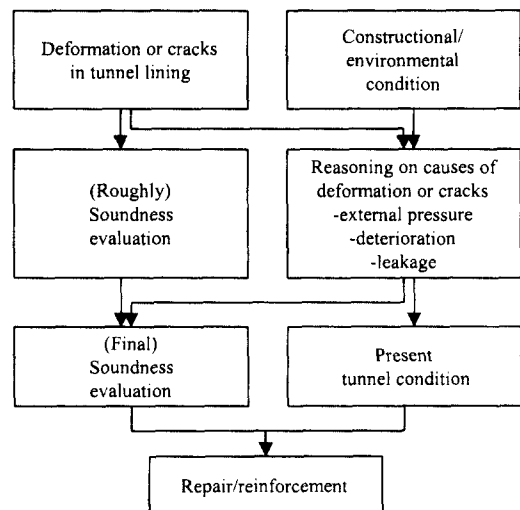 Deformation or cracks
in tunnel lining
Constructional/
environmental
condition
(Roughly)
Soundness
evaluation
Reasoning on causes of
deformation or cracks
-external pressure
-deterioration
-leakage
(Final)
Soundness
evaluation
Present
tunnel condition
Repair/reinforcement